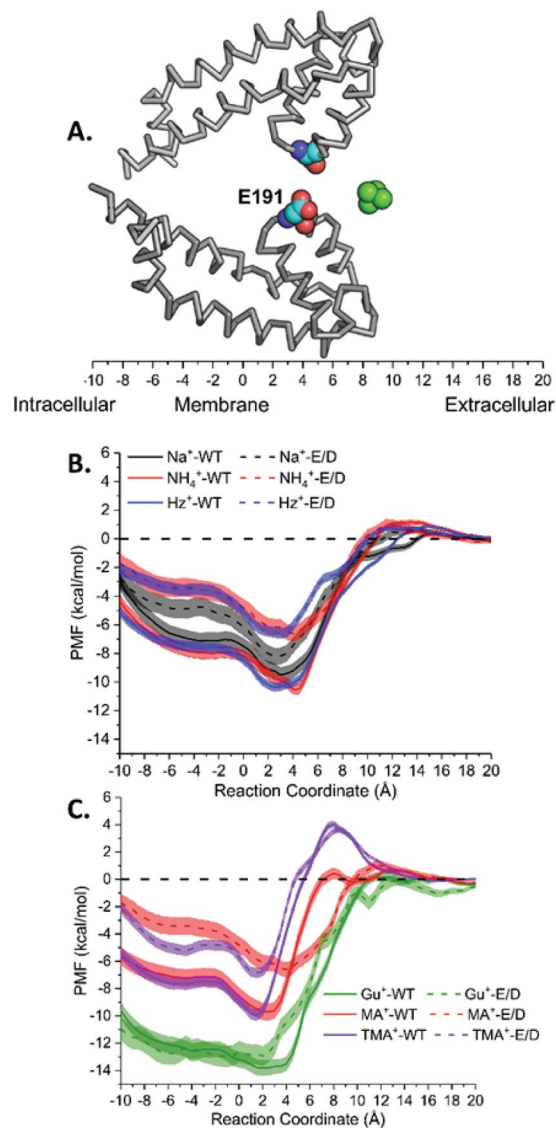 A.
E191
-10 -8 -6 -4 -2 0 2 4 6 8 10 12 14 16 18 20
Intracellular Membrane Extracellular
B.
Na⁺-WT Na⁺-E/D
NH₄⁺-WT NH₄⁺-E/D
Hz⁺-WT Hz⁺-E/D
6
4
2
0
-2
-4
-6
-8
-10
-12
-14
PMF (kcal/mol)
-10 -8 -6 -4 -2 0 2 4 6 8 10 12 14 16 18 20
Reaction Coordinate (Å)
C.
6
4
2
0
-2
-4
-6
-8
-10
-12
-14
PMF (kcal/mol)
Gu⁺-WT Gu⁺-E/D
MA⁺-WT MA⁺-E/D
TMA⁺-WT TMA⁺-E/D
-10 -8 -6 -4 -2 0 2 4 6 8 10 12 14 16 18 20
Reaction Coordinate (Å)